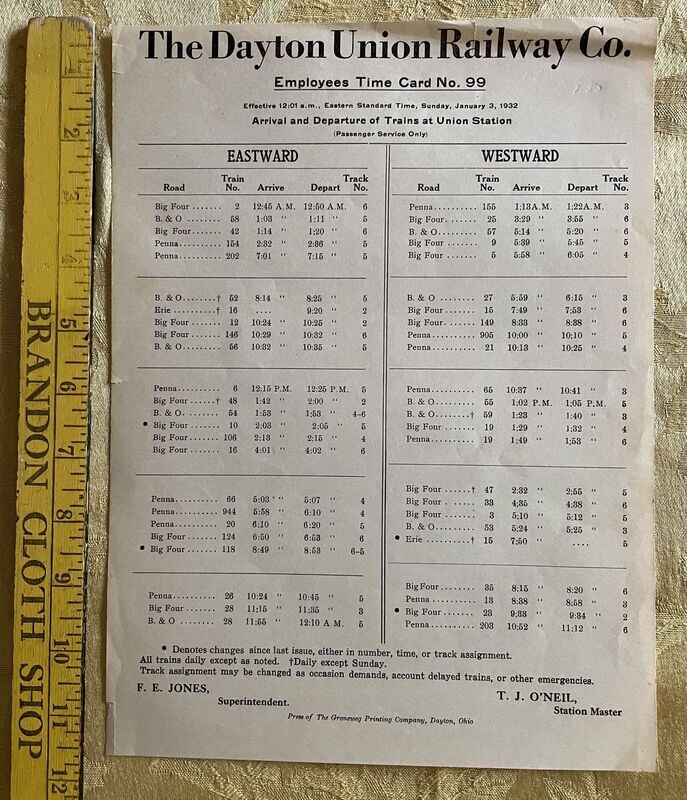 The Dayton Union Railway Co.
Employees Time Card No. 99
Effective 12:01 a.m., Eastern Standard Time, Sunday, January 3, 1932
Arrival and Departure of Trains at Union Station
(Passenger Service Only)
EASTWARD
Road Train No. Arrive Depart Track No.
Big Four ....... 2 12:45 A.M. 12:50 A.M. 6
B. & O ........ 58 1:03 " 1:11 " 5
Big Four ....... 42 1:14 " 1:20 " 6
Penna .......... 154 2:32 " 2:36 " 5
Penna .......... 202 7:01 " 7:15 " 5
B. & O ........† 52 8:14 " 8:25 " 5
Erie ...........† 16 .... 9:20 " 2
Big Four ....... 12 10:24 " 10:25 " 2
Big Four ....... 146 10:29 " 10:32 " 6
B. & O ......... 56 10:32 " 10:35 " 5
Penna .......... 6 12:15 P.M. 12:25 P.M. 5
Big Four ......† 48 1:42 " 2:00 " 2
B. & O. ........ 54 1:53 " 1:53 " 4–6
• Big Four ....... 10 2:03 " 2:05 " 5
Big Four ....... 106 2:13 " 2:15 " 4
Big Four ....... 16 4:01 " 4:02 " 6
Penna .......... 66 5:03 " 5:07 " 4
Penna .......... 944 5:58 " 6:10 " 4
Penna .......... 20 6:10 " 6:20 " 5
Big Four ....... 124 6:50 " 6:53 " 6
• Big Four ....... 118 8:49 " 8:53 " 6–5
Penna .......... 26 10:24 " 10:45 " 5
Big Four ....... 28 11:15 " 11:35 " 3
B. & O ......... 28 11:55 " 12:10 A.M. 5
WESTWARD
Road Train No. Arrive Depart Track No.
Penna .......... 155 1:13 A.M. 1:22 A.M. 3
Big Four ....... 25 3:29 " 3:55 " 6
B. & O. ........ 57 5:14 " 5:20 " 6
Big Four ....... 9 5:39 " 5:45 " 5
Big Four ....... 5 5:58 " 6:05 " 4
B. & O ......... 27 5:59 " 6:15 " 3
Big Four ....... 15 7:49 " 7:53 " 6
Big Four ....... 149 8:33 " 8:38 " 6
Penna .......... 905 10:00 " 10:10 " 5
Penna .......... 21 10:13 " 10:25 " 4
Penna .......... 65 10:37 " 10:41 " 3
B. & O .......... 55 1:02 P.M. 1:05 P.M. 5
B. & O .........† 59 1:23 " 1:40 " 3
Big Four ....... 19 1:29 " 1:32 " 4
Penna .......... 19 1:49 " 1:53 " 6
Big Four ......† 47 2:32 " 2:55 " 5
Big Four ....... 33 4:35 " 4:38 " 6
Big Four ....... 3 5:10 " 5:12 " 5
B. & O .......... 53 5:24 " 5:25 " 3
• Erie ..........† 15 7:50 " .... 5
Big Four ........ 35 8:15 " 8:20 " 6
Penna .......... 13 8:38 " 8:58 " 3
• Big Four ....... 23 9:33 " 9:34 " 2
Penna .......... 203 10:52 " 11:12 " 6
• Denotes changes since last issue, either in number, time, or track assignment.
All trains daily except as noted. †Daily except Sunday.
Track assignment may be changed as occasion demands, account delayed trains, or other emergencies.
F. E. JONES,
Superintendent.
T. J. O'NEIL,
Station Master
Press of The Groneweg Printing Company, Dayton, Ohio
BRANDON CLOTH SHOP
2
5
6
7
8
9
10
11
12